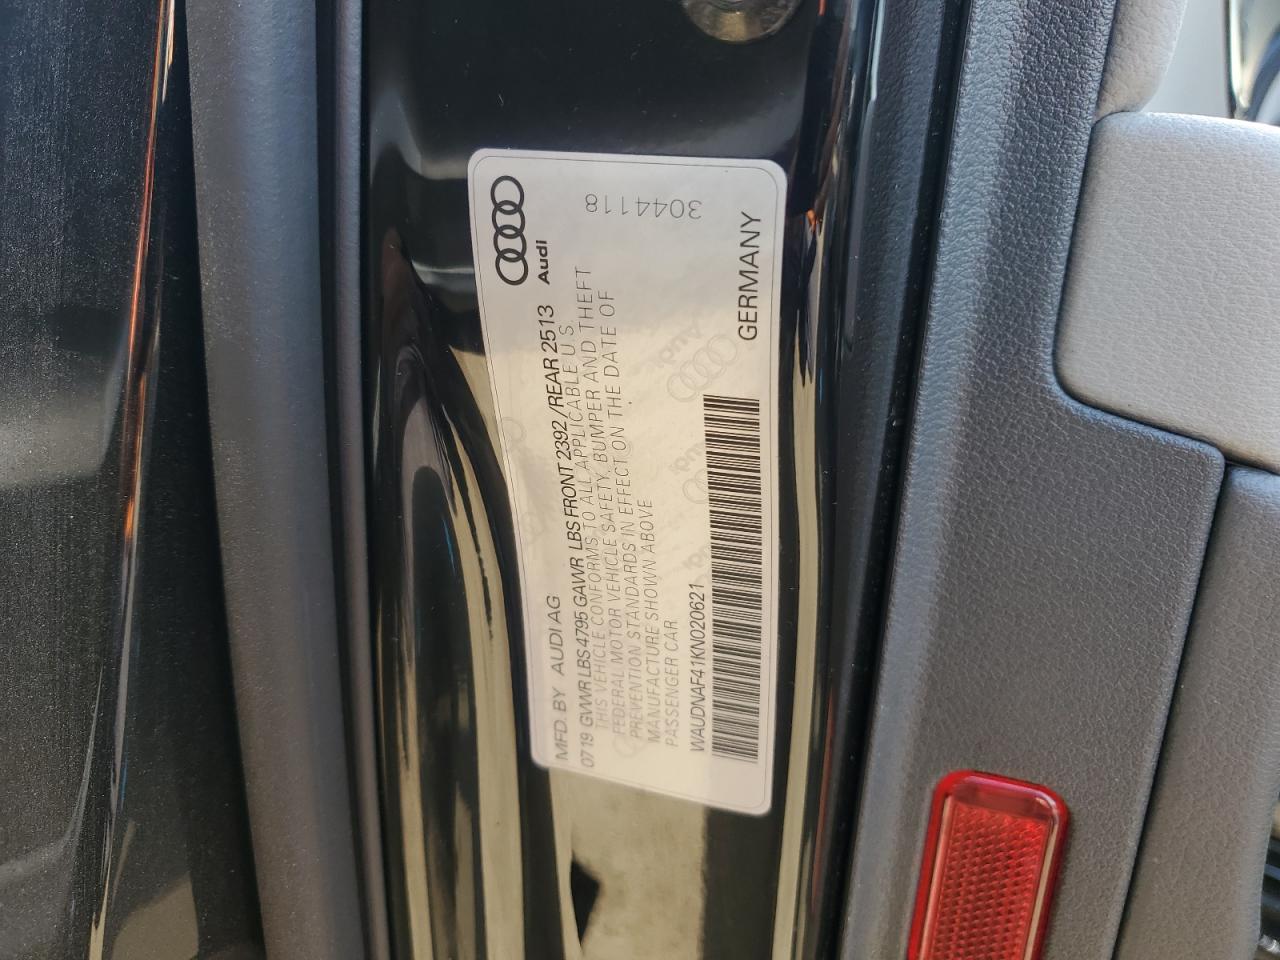 Audi
MFD. BY AUDI AG
0719 GVWR LBS 4795 GAWR LBS FRONT 2392/REAR 2513
THIS VEHICLE CONFORMS TO ALL APPLICABLE U.S.
FEDERAL MOTOR VEHICLE SAFETY, BUMPER AND THEFT
PREVENTION STANDARDS IN EFFECT ON THE DATE OF
MANUFACTURE SHOWN ABOVE.
PASSENGER CAR
WAUDNAF41KN020621
GERMANY
3044118